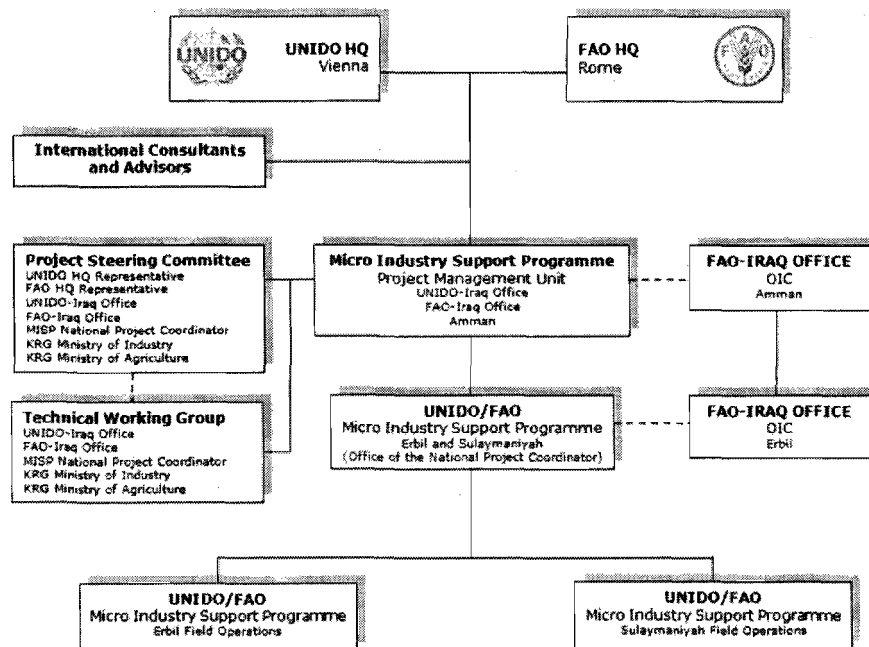 UNIDO
UNIDO HQ
Vienna
FAO HQ
Rome
F A O
International Consultants
and Advisors
Project Steering Committee
UNIDO HQ Representative
FAO HQ Representative
UNIDO-Iraq Office
FAO-Iraq Office
MISP National Project Coordinator
KRG Ministry of Industry
KRG Ministry of Agriculture
Micro Industry Support Programme
Project Management Unit
UNIDO-Iraq Office
FAO-Iraq Office
Amman
FAO-IRAQ OFFICE
OIC
Amman
Technical Working Group
UNIDO-Iraq Office
FAO-Iraq Office
MISP National Project Coordinator
KRG Ministry of Industry
KRG Ministry of Agriculture
UNIDO/FAO
Micro Industry Support Programme
Erbil and Sulaymaniyah
(Office of the National Project Coordinator)
FAO-IRAQ OFFICE
OIC
Erbil
UNIDO/FAO
Micro Industry Support Programme
Erbil Field Operations
UNIDO/FAO
Micro Industry Support Programme
Sulaymaniyah Field Operations